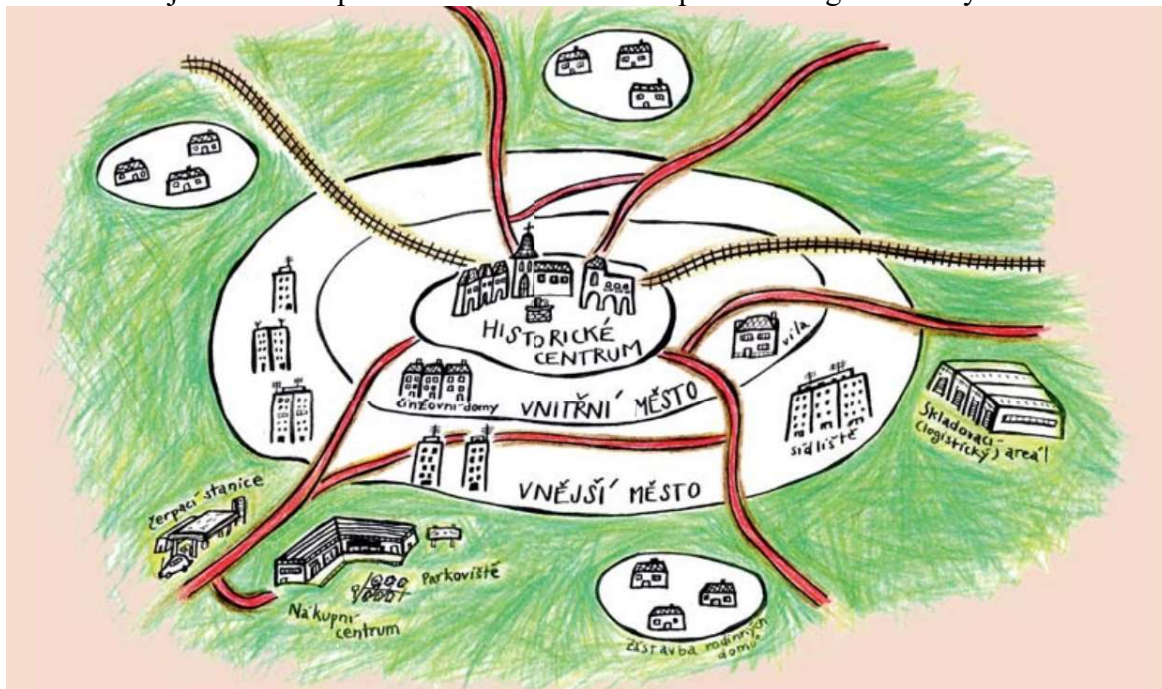 HISTORICKÉ
CENTRUM
vila
činžovní domy
VNITŘNÍ MĚSTO
sídliště
Skladovací
(logistický) areál
VNĚJŠÍ MĚSTO
čerpací stanice
Parkoviště
Nákupní
centrum
Zástavba rodinných
domů